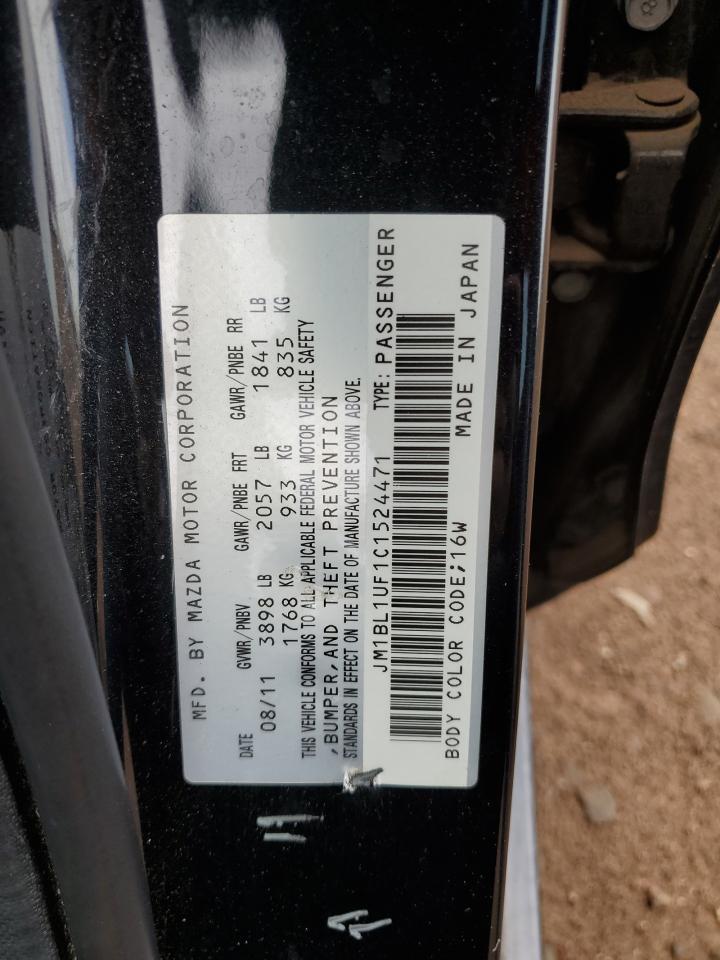 MFD. BY MAZDA MOTOR CORPORATION
DATE GVWR/PNBV GAWR/PNBE FRT GAWR/PNBE RR
08/11 3898 LB 2057 LB 1841 LB
1768 KG 933 KG 835 KG
THIS VEHICLE CONFORMS TO ALL APPLICABLE FEDERAL MOTOR VEHICLE SAFETY
,BUMPER,AND THEFT PREVENTION
STANDARDS IN EFFECT ON THE DATE OF MANUFACTURE SHOWN ABOVE.
JM1BL1UF1C1524471 TYPE: PASSENGER
BODY COLOR CODE;16W MADE IN JAPAN